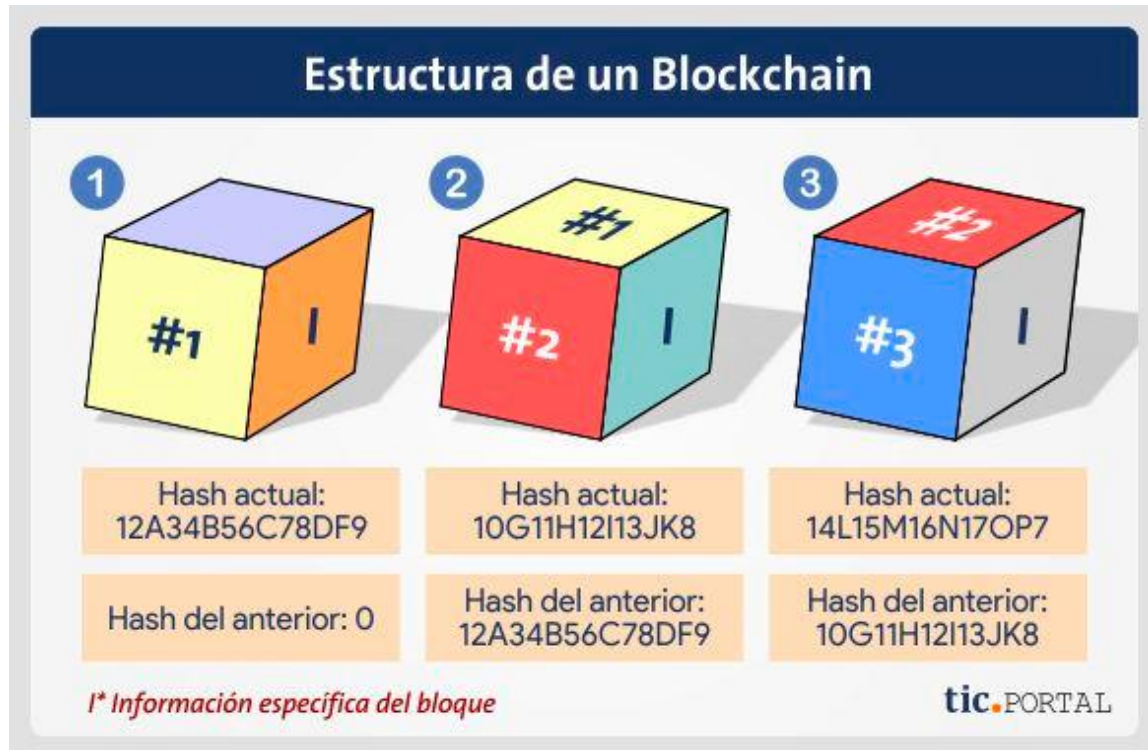 Estructura de un Blockchain
1
2
3
#1
I
#1
#2
I
#2
#3
I
Hash actual:
12A34B56C78DF9
Hash actual:
10G11H12I13JK8
Hash actual:
14L15M16N17OP7
Hash del anterior: 0
Hash del anterior:
12A34B56C78DF9
Hash del anterior:
10G11H12I13JK8
I* Información específica del bloque
tic.PORTAL